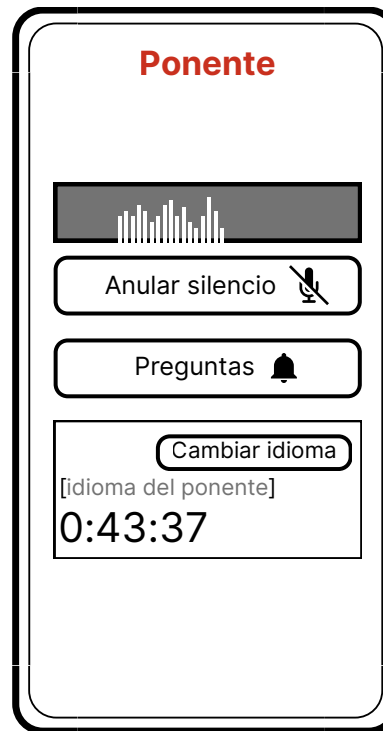 Ponente
Anular silencio
Preguntas
Cambiar idioma
[idioma del ponente]
0:43:37